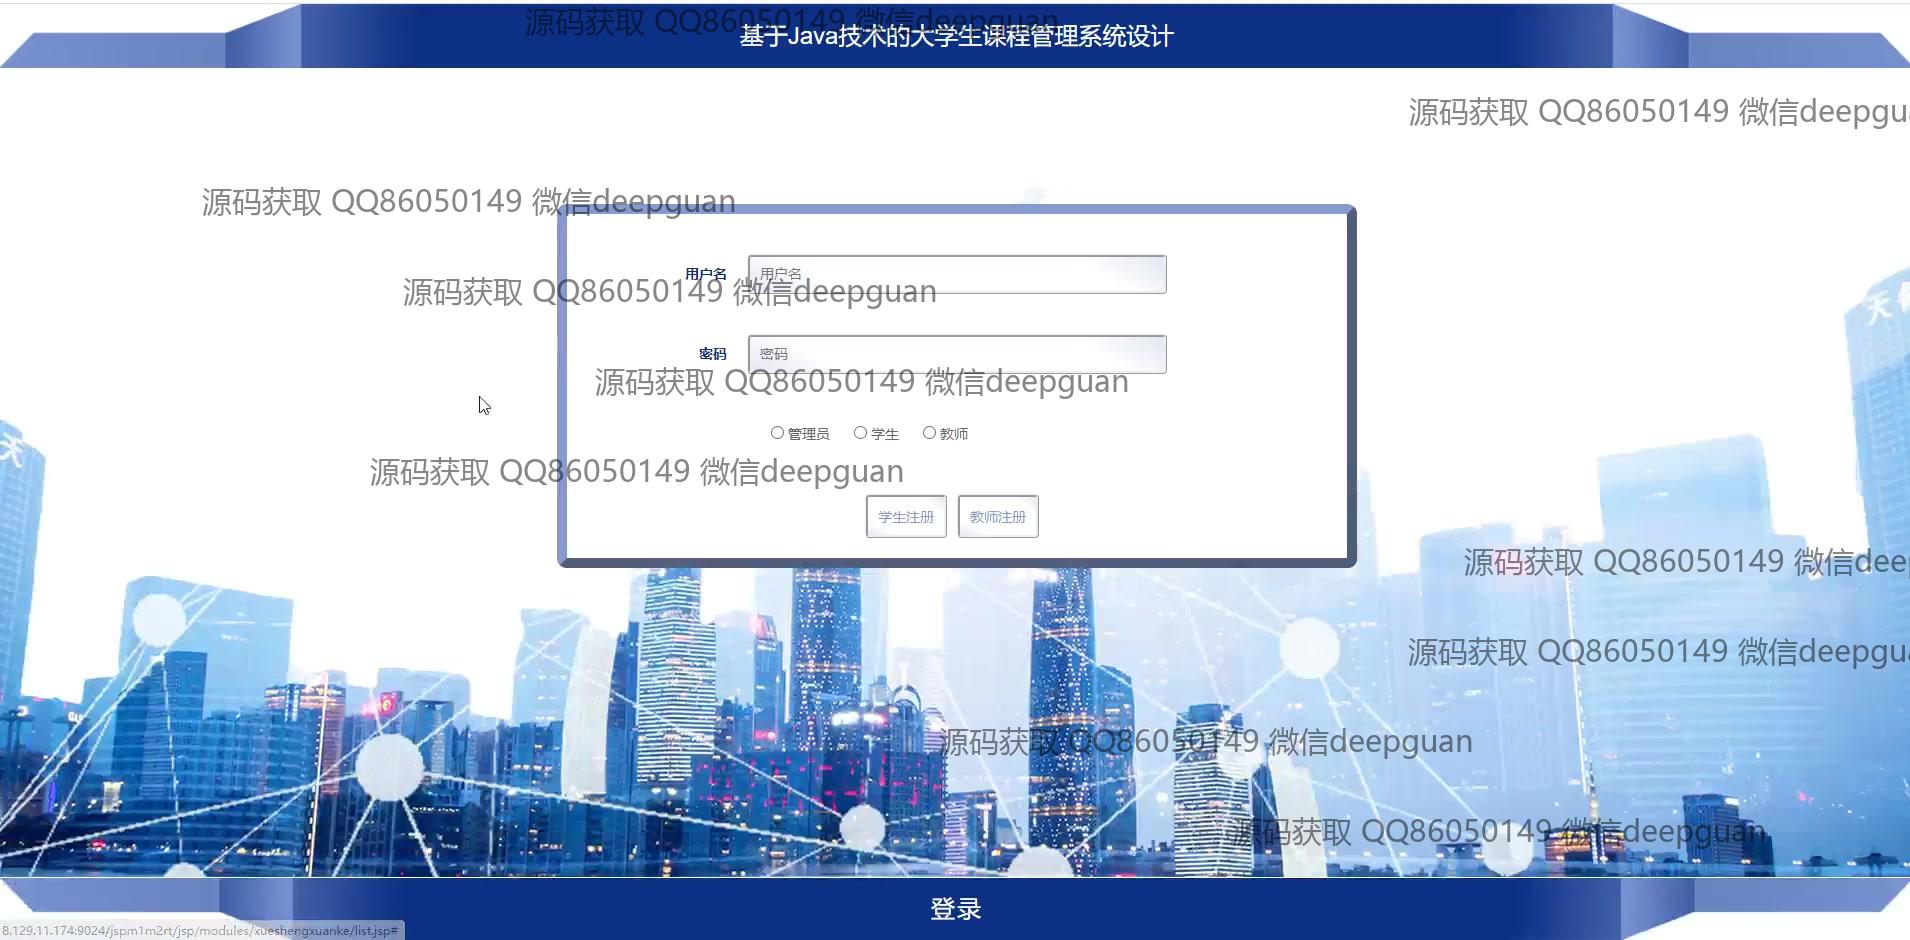 源码获取 QQ86050149 微信deepguan
基于Java技术的大学生课程管理系统设计
源码获取 QQ86050149 微信deepgu
源码获取 QQ86050149 微信deepguan
用户名 用户名
源码获取 QQ86050149 微信deepguan
密码 密码
源码获取 QQ86050149 微信deepguan
管理员 学生 教师
源码获取 QQ86050149 微信deepguan
学生注册 教师注册
源码获取 QQ86050149 微信deep
源码获取 QQ86050149 微信deepgu
源码获取 QQ86050149 微信deepguan
源码获取 QQ86050149 微信deepguan
登录
8.129.11.174:9024/jspm1m2rt/jsp/modules/xueshengxuanke/list.jsp#